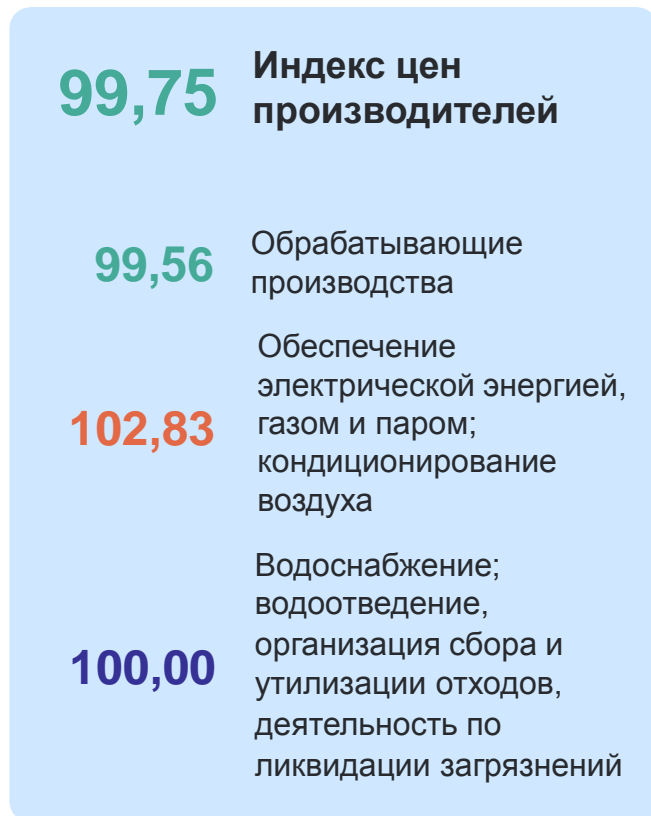 99,75
Индекс цен
производителей
99,56
Обрабатывающие
производства
102,83
Обеспечение
электрической энергией,
газом и паром;
кондиционирование
воздуха
100,00
Водоснабжение;
водоотведение,
организация сбора и
утилизации отходов,
деятельность по
ликвидации загрязнений